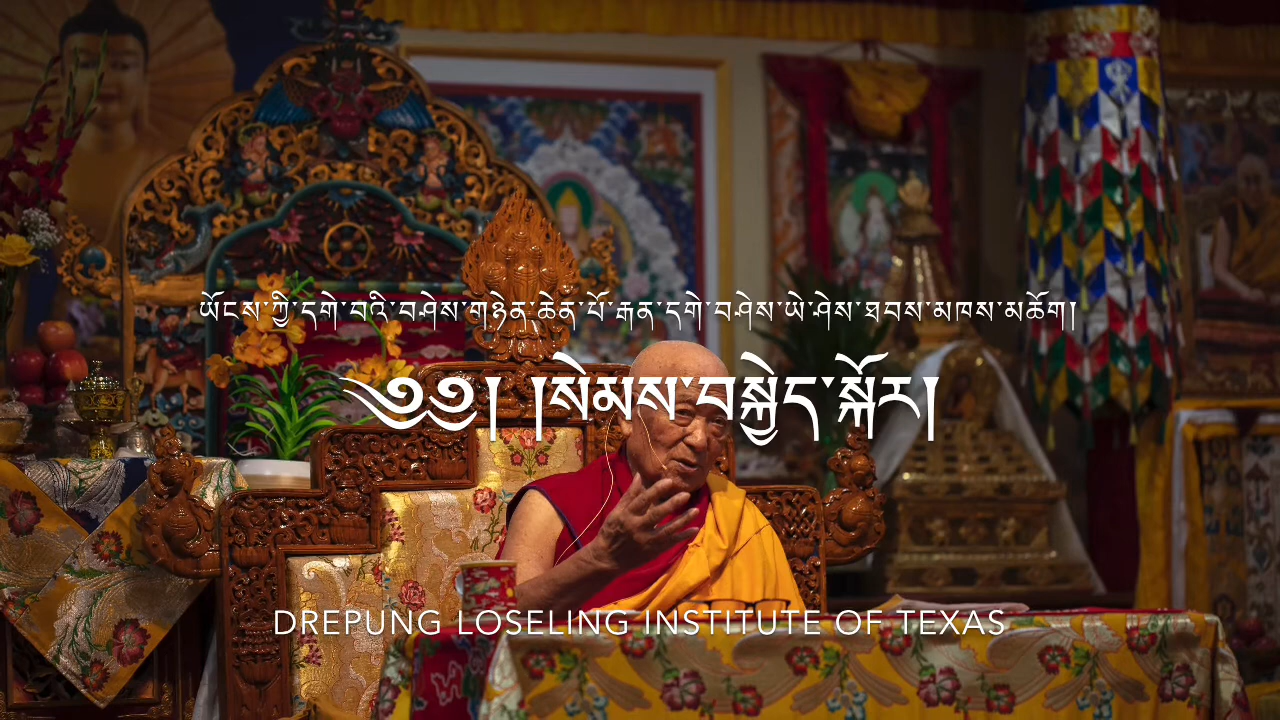 ཡོངས་ཀྱི་དགེ་བའི་བཤེས་གཉེན་ཆེན་པོ་རྒན་དགེ་བཤེས་ཡེ་ཤེས་ཐབས་མཁས་མཆོག།
༄༅། །སེམས་བསྐྱེད་སྐོར།
DREPUNG LOSELING INSTITUTE OF TEXAS